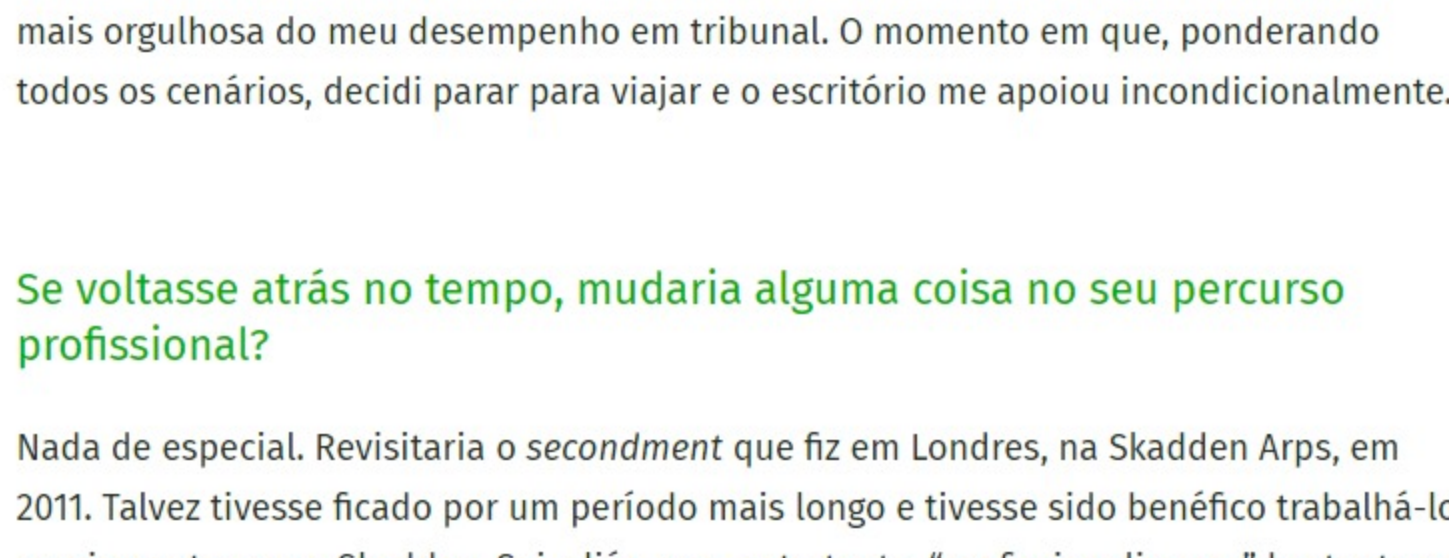 mais orgulhosa do meu desempenho em tribunal. O momento em que, ponderando
todos os cenários, decidi parar para viajar e o escritório me apoiou incondicionalmente.
Se voltasse atrás no tempo, mudaria alguma coisa no seu percurso
profissional?
Nada de especial. Revisitaria o secondment que fiz em Londres, na Skadden Arps, em
2011. Talvez tivesse ficado por um período mais longo e tivesse sido benéfico trabalhá-lo